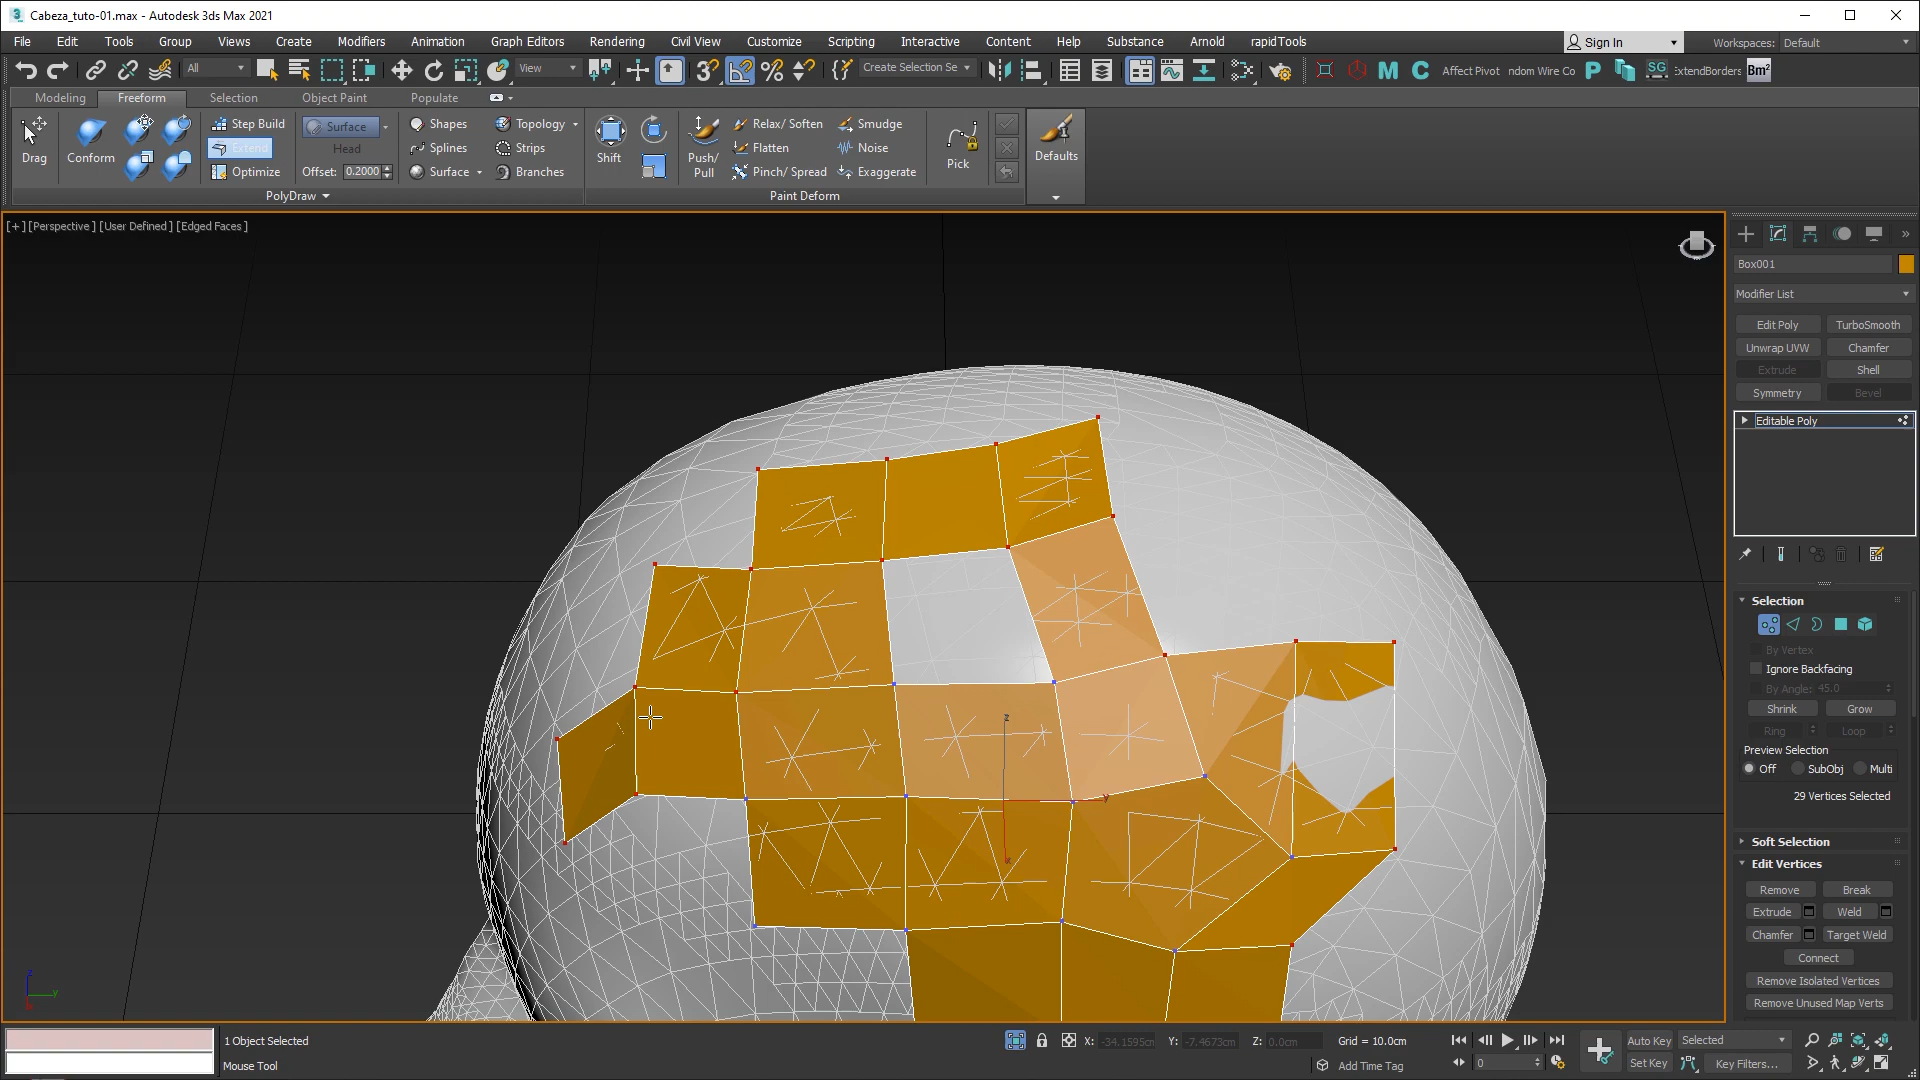 Cabeza_tuto-01.max - Autodesk 3ds Max 2021
File Edit Tools Group Views Create Modifiers Animation Graph Editors Rendering Civil View Customize Scripting Interactive Content Help Substance Arnold rapidTools Sign In Workspaces: Default
All View Create Selection Se Affect Pivot ndom Wire Co ExtendBorders Bm²
Modeling Freeform Selection Object Paint Populate
Step Build Surface Shapes Topology Relax/ Soften Smudge
Drag Conform Extend Head Splines Strips Shift Push/ Pull Flatten Noise Pick Defaults
Optimize Offset: 0.2000 Surface Branches Pinch/ Spread Exaggerate
PolyDraw Paint Deform
[+] [Perspective ] [User Defined ] [Edged Faces ]
Box001
Modifier List
Edit Poly TurboSmooth
Unwrap UVW Chamfer
Extrude Shell
Symmetry Bevel
Editable Poly
Selection
By Vertex
Ignore Backfacing
By Angle: 45.0
Shrink Grow
Ring Loop
Preview Selection
Off SubObj Multi
29 Vertices Selected
Soft Selection
Edit Vertices
Remove Break
Extrude Weld
Chamfer Target Weld
Connect
Remove Isolated Vertices
Remove Unused Map Verts
z
y
x
z
y
1 Object Selected X: -34.1595cm Y: -7.4673cm Z: 0.0cm Grid = 10.0cm Auto Key Selected
Mouse Tool Add Time Tag 0 Set Key Key Filters...